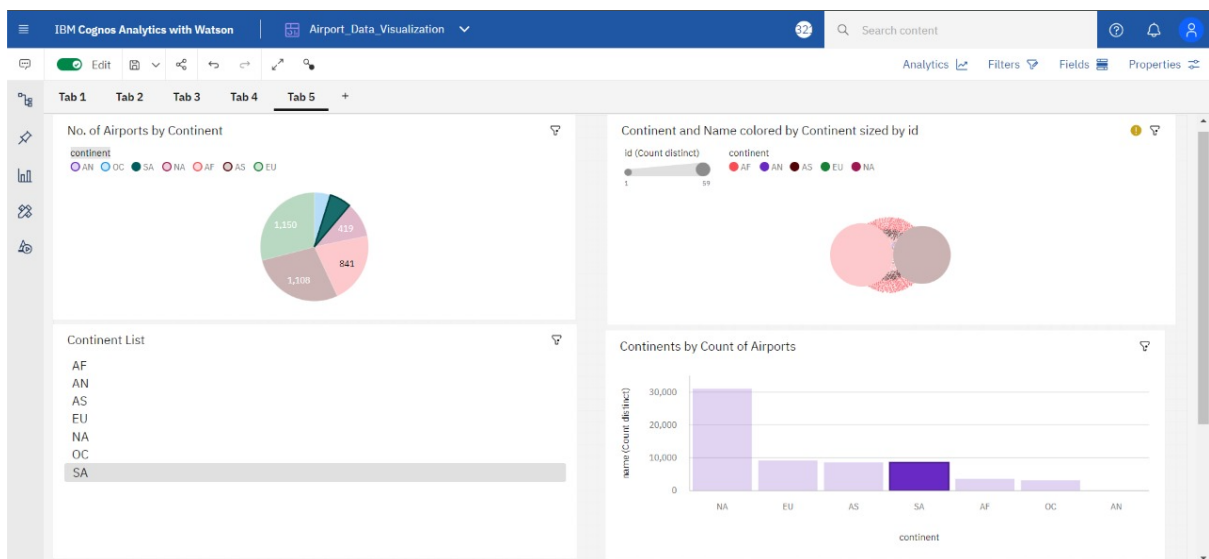 IBM Cognos Analytics with Watson
Airport_Data_Visualization
Search content
Edit
Analytics
Filters
Fields
Properties
Tab 1
Tab 2
Tab 3
Tab 4
Tab 5
+
No. of Airports by Continent
continent
AN OC SA NA AF AS EU
1,150
419
841
1,108
Continent and Name colored by Continent sized by id
id (Count distinct)
1
59
continent
AF AN AS EU NA
Continent List
AF
AN
AS
EU
NA
OC
SA
Continents by Count of Airports
name (Count distinct)
30,000
20,000
10,000
0
NA EU AS SA AF OC AN
continent